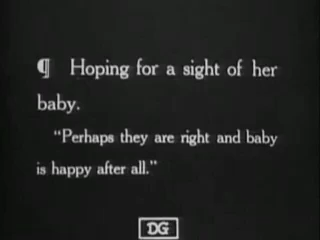 ¶ Hoping for a sight of her
baby.
"Perhaps they are right and baby
is happy after all."
DG